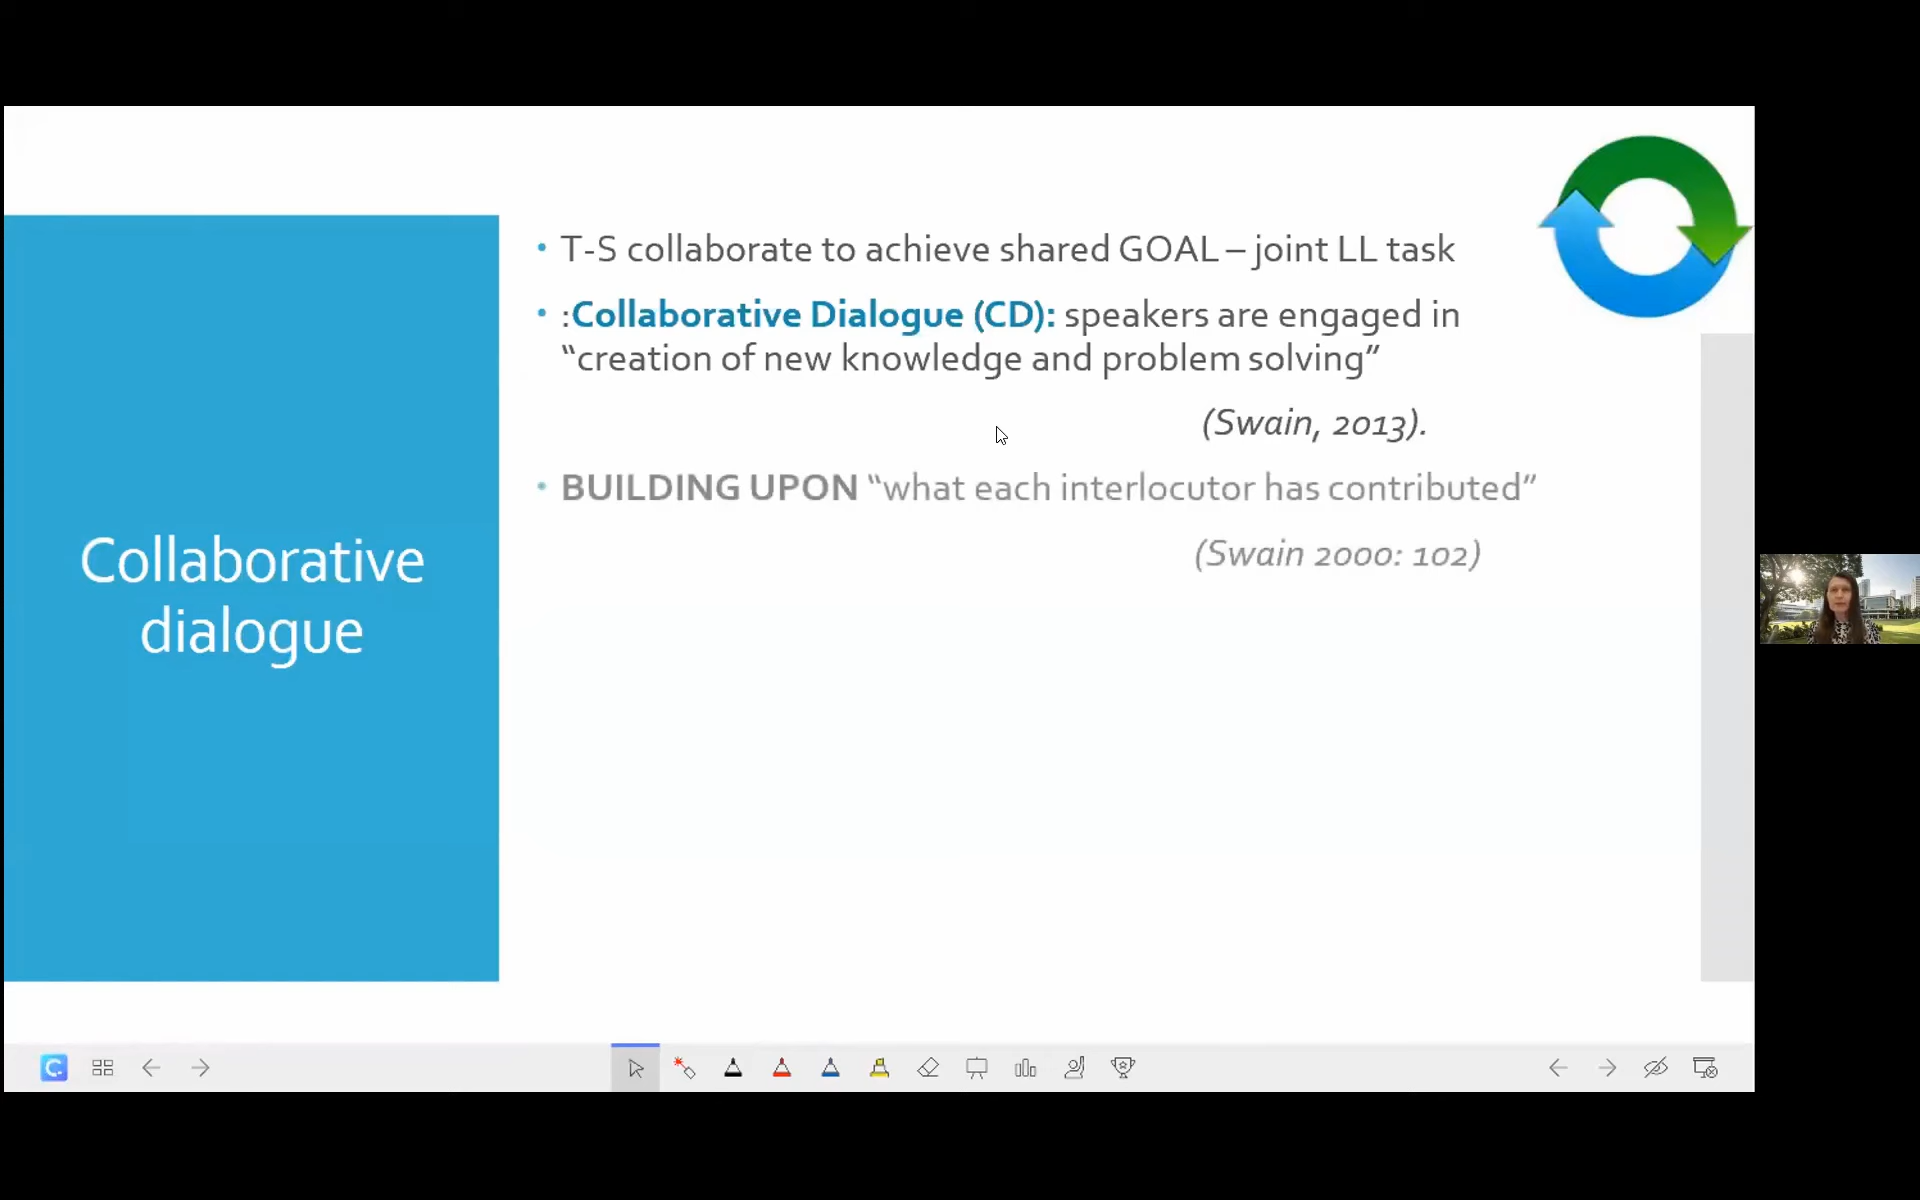 Collaborative
dialogue
• T-S collaborate to achieve shared GOAL – joint LL task
• :Collaborative Dialogue (CD): speakers are engaged in
“creation of new knowledge and problem solving”
(Swain, 2013).
• BUILDING UPON “what each interlocutor has contributed”
(Swain 2000: 102)